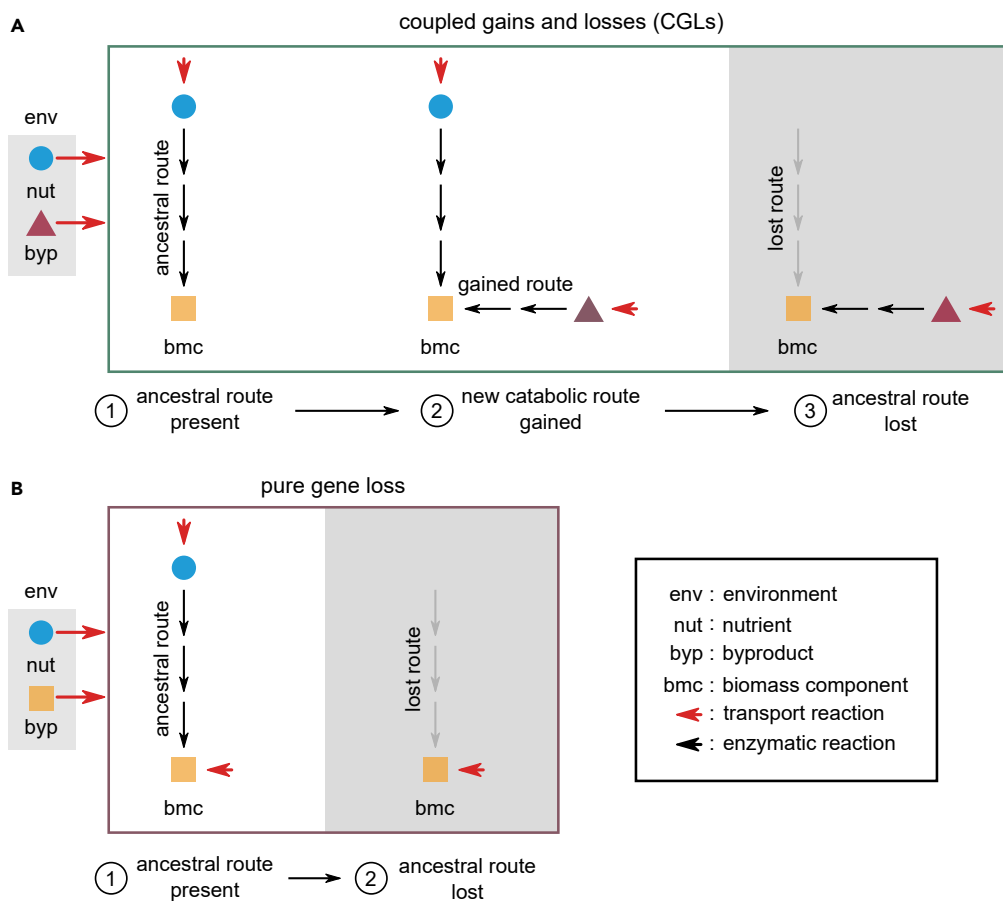 A
coupled gains and losses (CGLs)
env
nut
byp
ancestral route
bmc
gained route
bmc
lost route
bmc
1 ancestral route
present
2 new catabolic route
gained
3 ancestral route
lost
B
pure gene loss
env
nut
byp
ancestral route
bmc
lost route
bmc
1 ancestral route
present
2 ancestral route
lost
env : environment
nut : nutrient
byp : byproduct
bmc : biomass component
: transport reaction
: enzymatic reaction